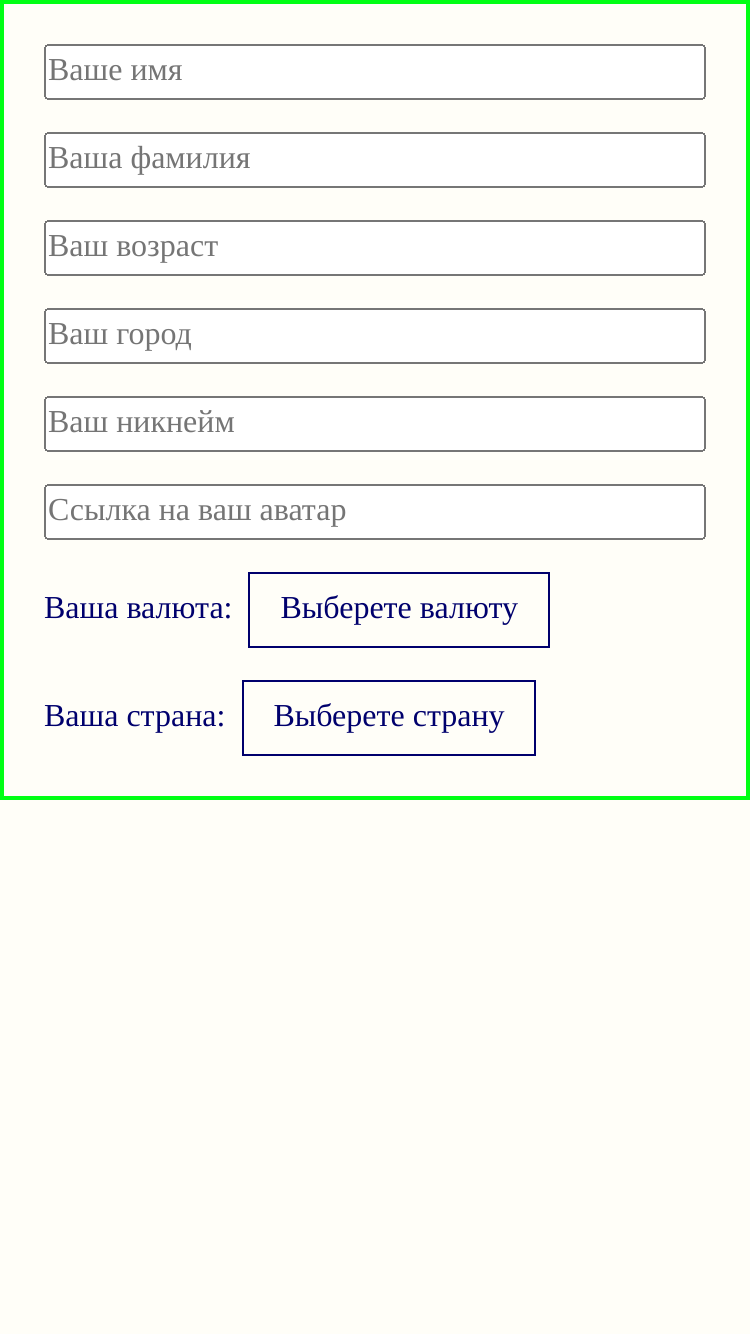 Ваше имя
Ваша фамилия
Ваш возраст
Ваш город
Ваш никнейм
Ссылка на ваш аватар
Ваша валюта: Выберете валюту
Ваша страна: Выберете страну